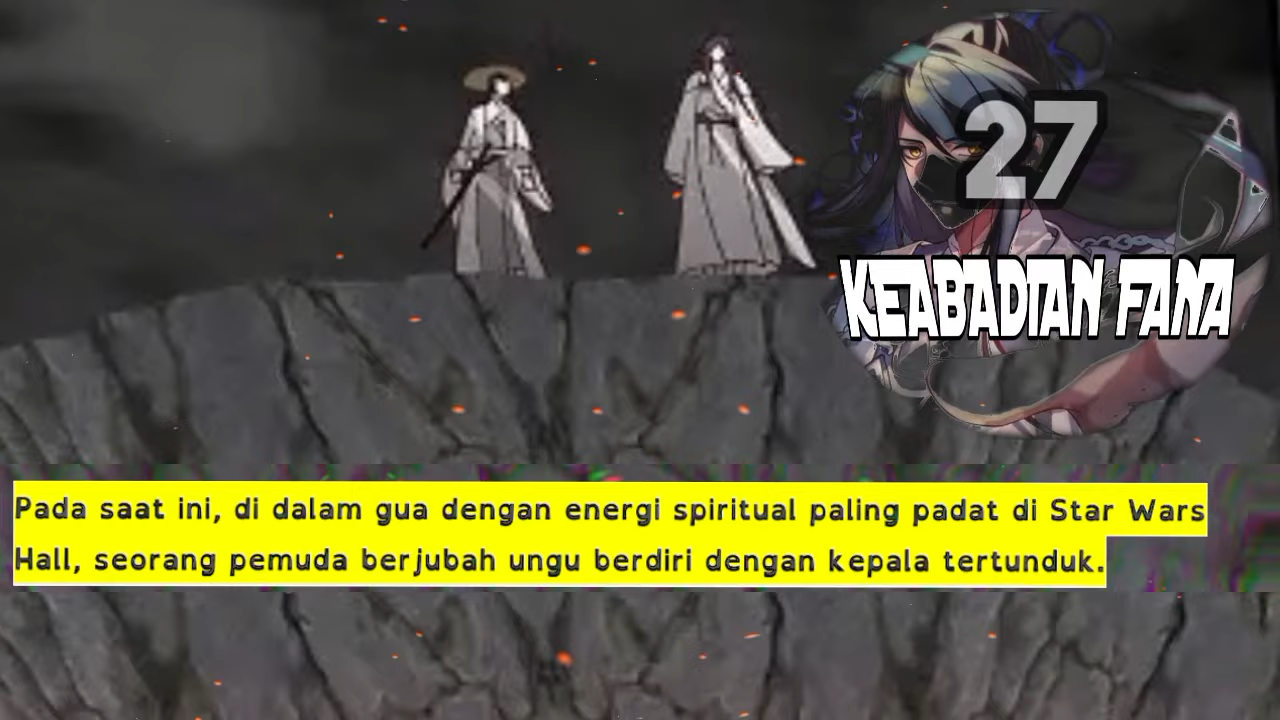 27
KEABADIAN FANA
Pada saat ini, di dalam gua dengan energi spiritual paling padat di Star Wars
Hall, seorang pemuda berjubah ungu berdiri dengan kepala tertunduk.